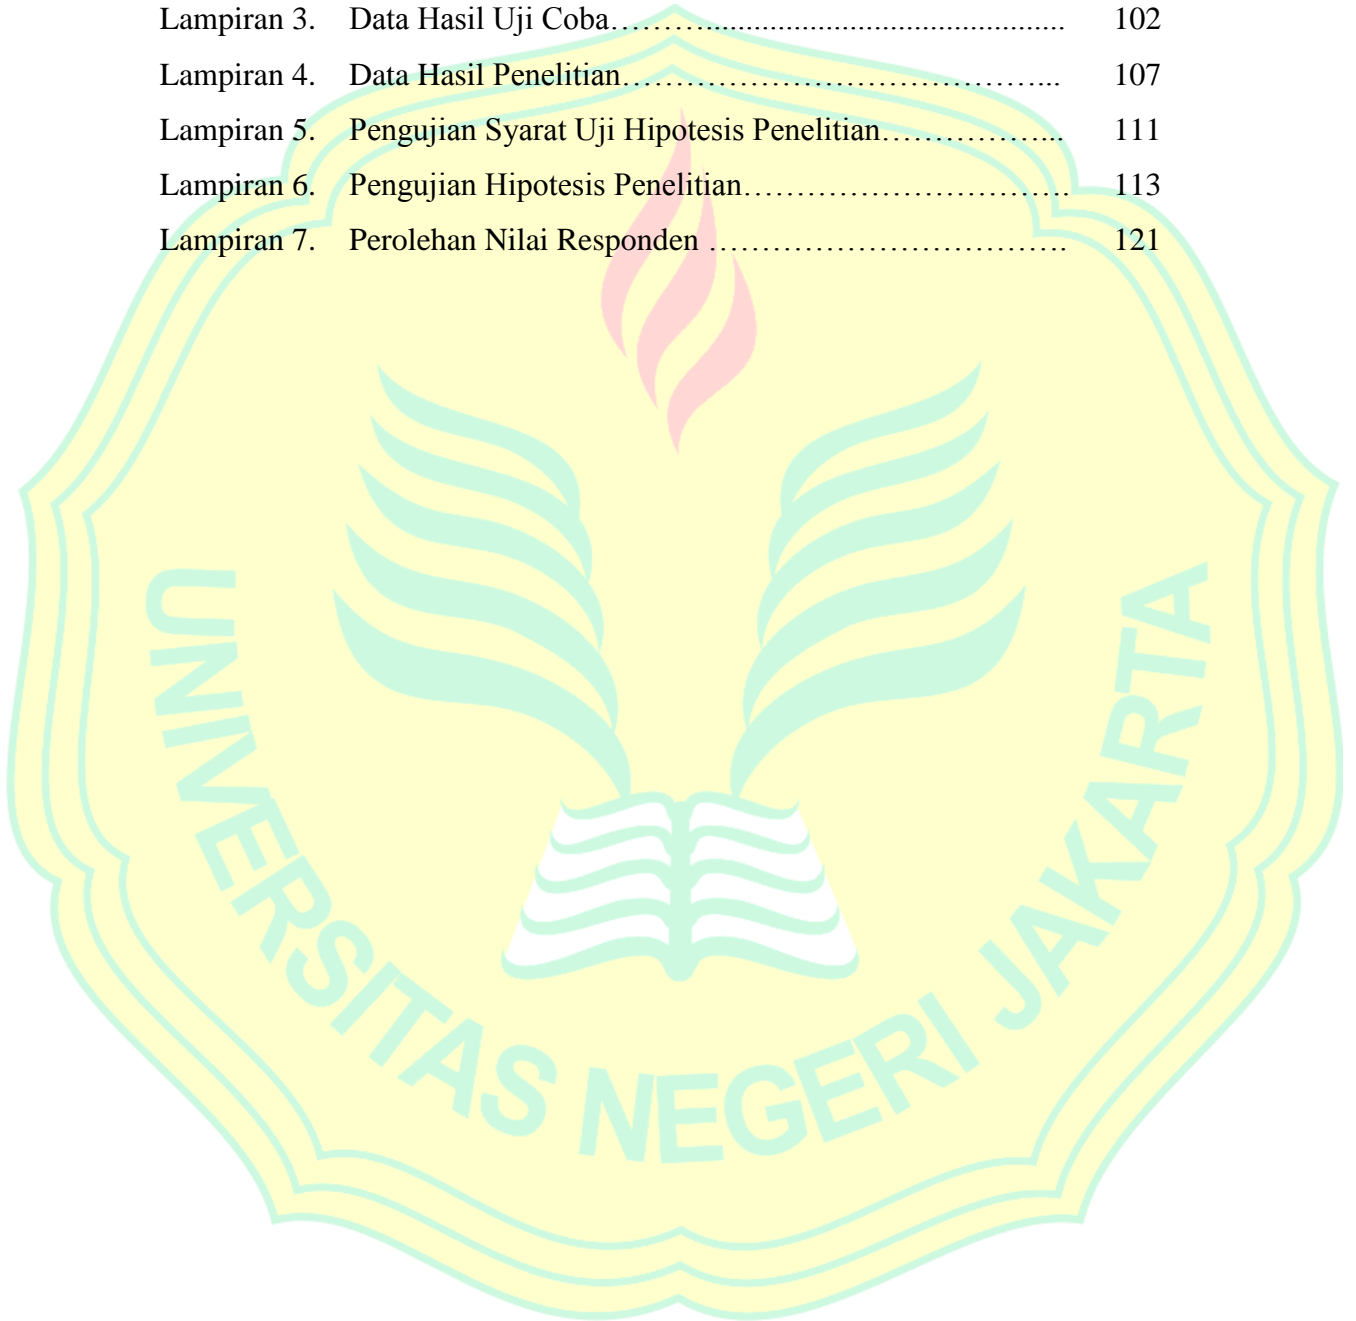 Lampiran 3. Data Hasil Uji Coba………....................................... 102
Lampiran 4. Data Hasil Penelitian…………………………………... 107
Lampiran 5. Pengujian Syarat Uji Hipotesis Penelitian……………... 111
Lampiran 6. Pengujian Hipotesis Penelitian…………………………. 113
Lampiran 7. Perolehan Nilai Responden ……………………………. 121
UNIVERSITAS NEGERI JAKARTA